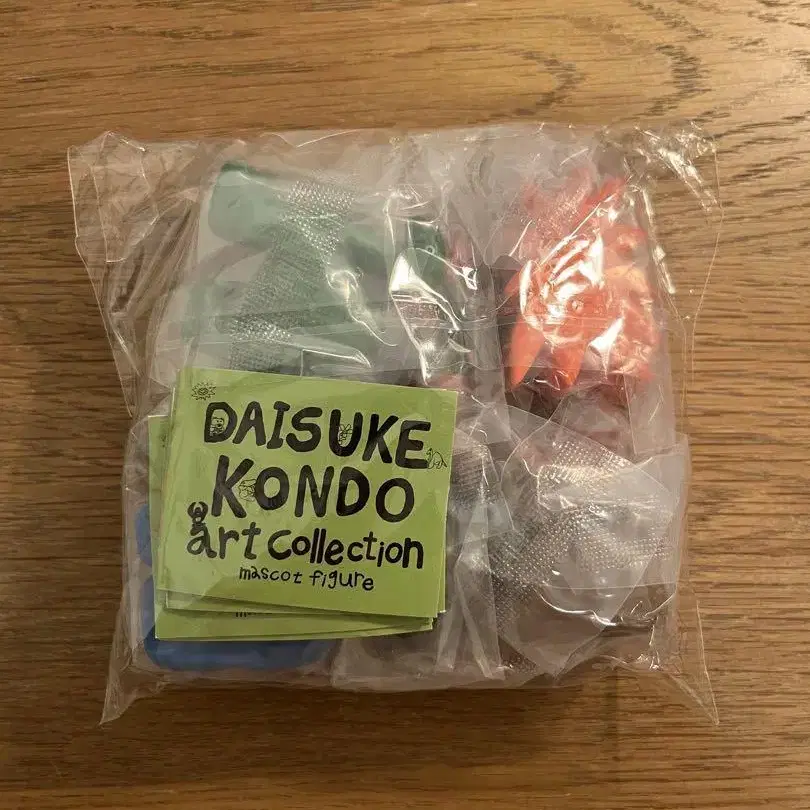 DAISUKE
KONDO
art collection
mascot figure